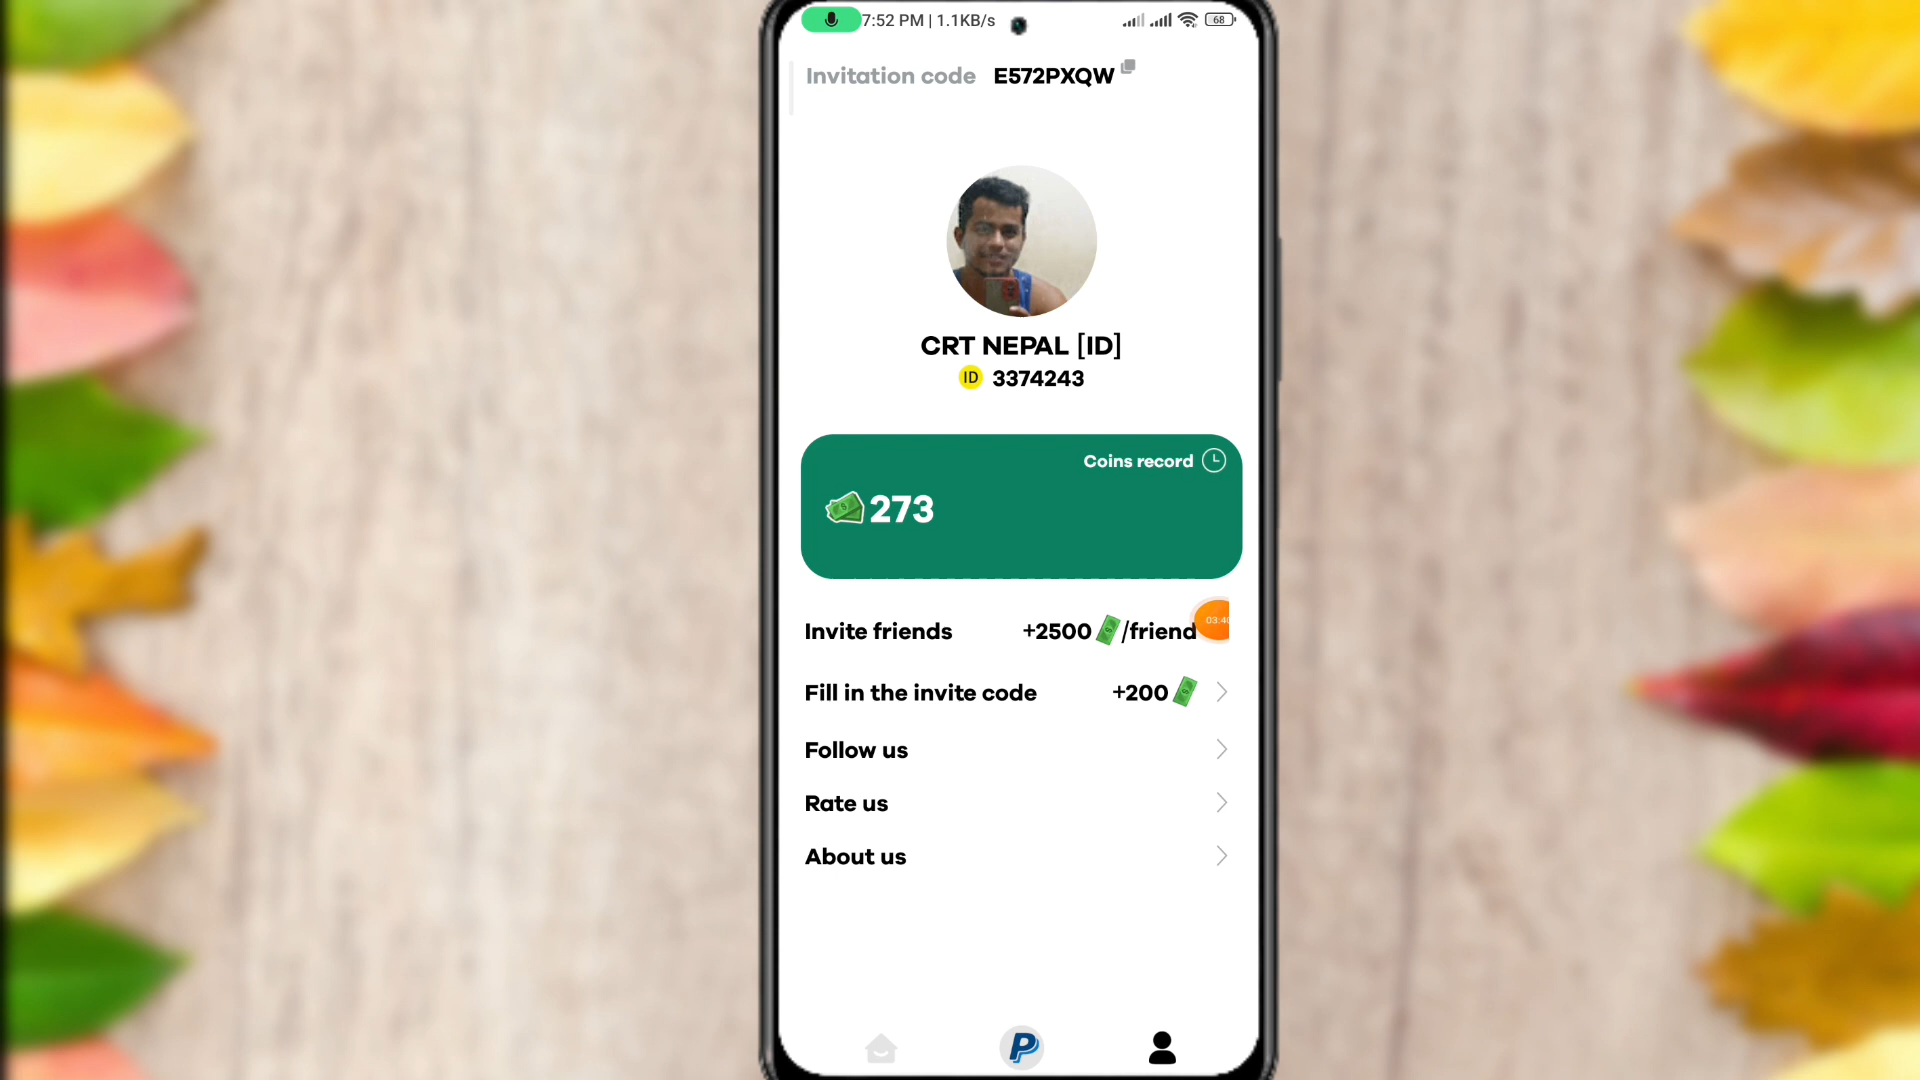 7:52 PM | 1.1KB/s
68
Invitation code E572PXQW
CRT NEPAL [ID]
ID 3374243
Coins record
273
Invite friends +2500/friend
Fill in the invite code +200
Follow us
Rate us
About us